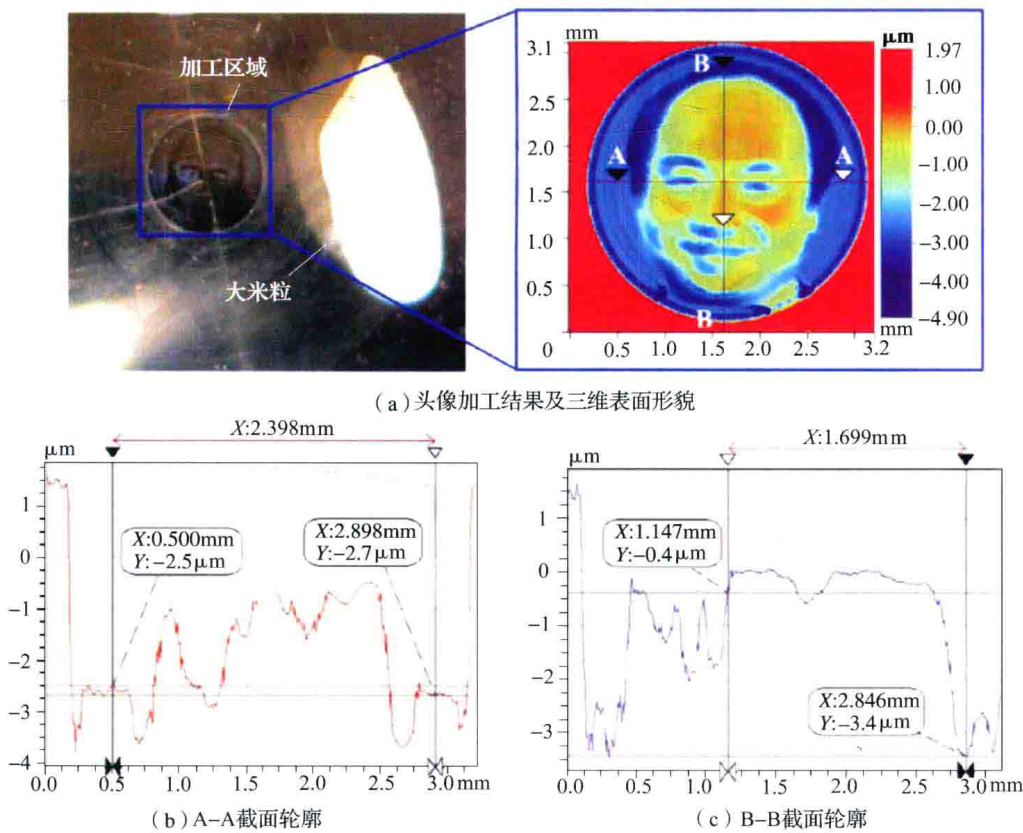 加工区域
大米粒
mm
3.1
2.5
2.0
1.5
1.0
0.5
0
0.5
1.0
1.5
2.0
2.5
3.2
mm
B
A
A
B
μm
1.97
1.00
0.00
-1.00
-2.00
-3.00
-4.00
-4.90
(a)头像加工结果及三维表面形貌
X:2.398mm
μm
1
0
-1
-2
-3
-4
X:0.500mm
Y:-2.5μm
X:2.898mm
Y:-2.7μm
0.0 0.5 1.0 1.5 2.0 2.5 3.0 mm
(b)A-A截面轮廓
X:1.699mm
μm
1
0
-1
-2
-3
X:1.147mm
Y:-0.4μm
X:2.846mm
Y:-3.4μm
0.0 0.5 1.0 1.5 2.0 2.5 3.0 mm
(c)B-B截面轮廓